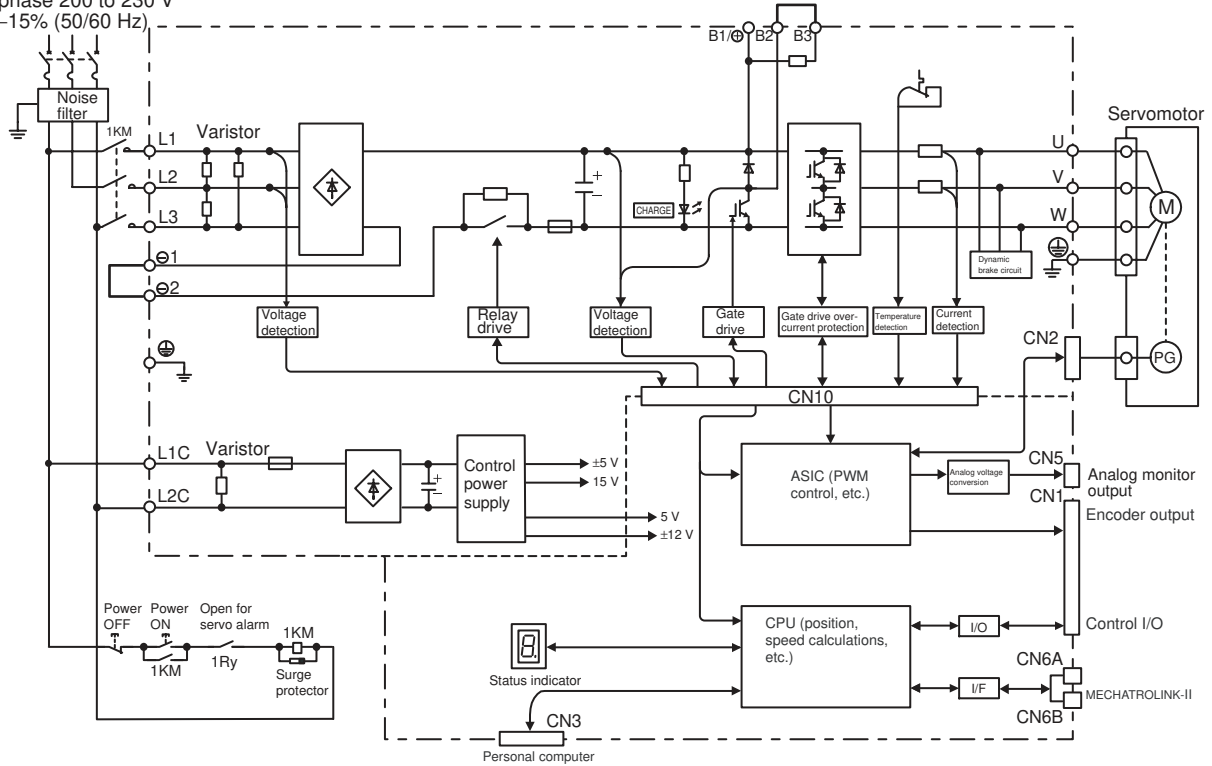 phase 200 to 230 V
–15% (50/60 Hz)
B1/⊕
B2
B3
Noise
filter
Servomotor
1KM
L1
Varistor
U
L2
V
CHARGE
M
L3
W
⊖1
Dynamic
brake circuit
⊖2
Voltage
detection
Relay
drive
Voltage
detection
Gate
drive
Gate drive over-
current protection
Temperature
detection
Current
detection
CN2
PG
CN10
L1C
Varistor
+
–
Control
power
supply
±5 V
15 V
5 V
±12 V
L2C
ASIC (PWM
control, etc.)
Analog voltage
conversion
CN5
Analog monitor
output
CN1
Encoder output
Power
OFF
Power
ON
Open for
servo alarm
1KM
1KM
1Ry
Surge
protector
8.
Status indicator
CPU (position,
speed calculations,
etc.)
I/O
Control I/O
CN6A
I/F
MECHATROLINK-II
CN6B
CN3
Personal computer